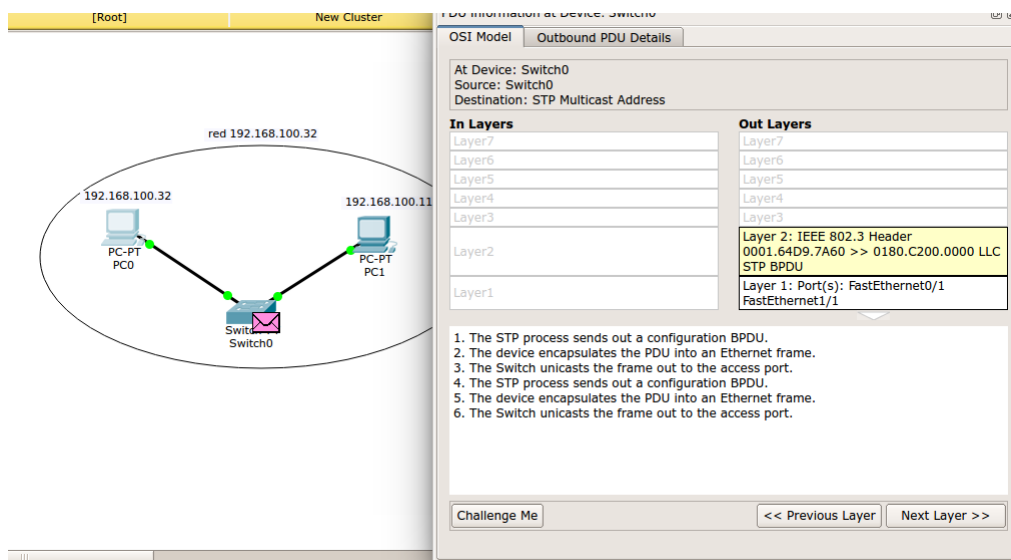 [Root]
New Cluster
red 192.168.100.32
192.168.100.32
192.168.100.11
PC-PT
PC0
PC-PT
PC1
Switch0
PDU Information at Device: Switch0
OSI Model
Outbound PDU Details
At Device: Switch0
Source: Switch0
Destination: STP Multicast Address
In Layers
Out Layers
Layer7
Layer7
Layer6
Layer6
Layer5
Layer5
Layer4
Layer4
Layer3
Layer3
Layer2
Layer 2: IEEE 802.3 Header
0001.64D9.7A60 >> 0180.C200.0000 LLC
STP BPDU
Layer1
Layer 1: Port(s): FastEthernet0/1
FastEthernet1/1
1. The STP process sends out a configuration BPDU.
2. The device encapsulates the PDU into an Ethernet frame.
3. The Switch unicasts the frame out to the access port.
4. The STP process sends out a configuration BPDU.
5. The device encapsulates the PDU into an Ethernet frame.
6. The Switch unicasts the frame out to the access port.
Challenge Me
<< Previous Layer
Next Layer >>